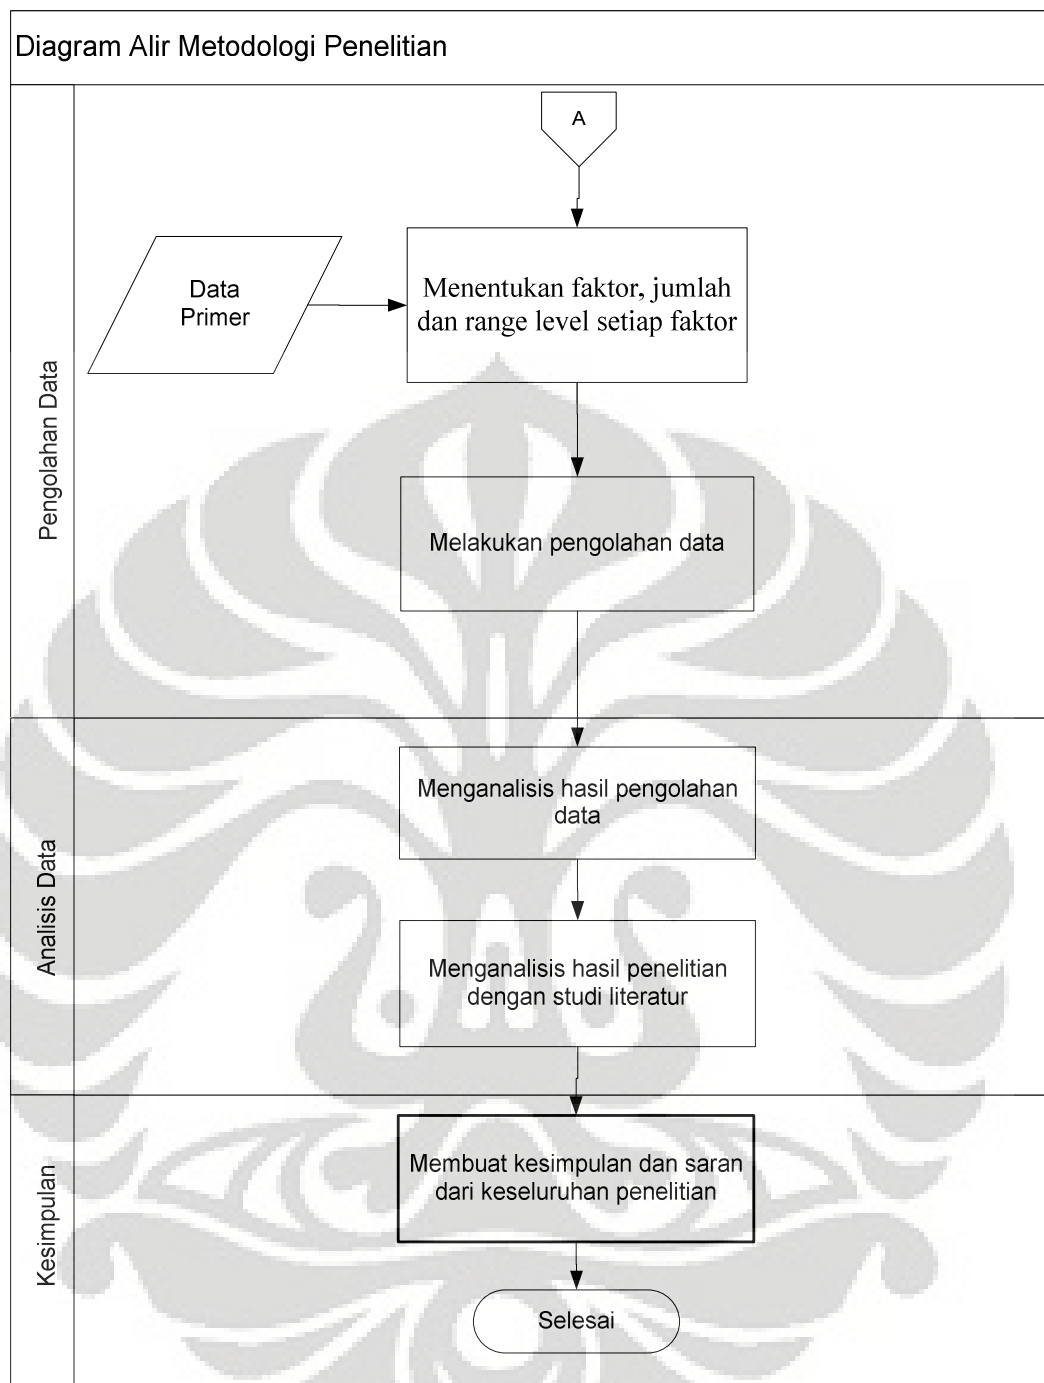 Diagram Alir Metodologi Penelitian
Pengolahan Data
A
Data
Primer
Menentukan faktor, jumlah
dan range level setiap faktor
Melakukan pengolahan data
Analisis Data
Menganalisis hasil pengolahan
data
Menganalisis hasil penelitian
dengan studi literatur
Kesimpulan
Membuat kesimpulan dan saran
dari keseluruhan penelitian
Selesai